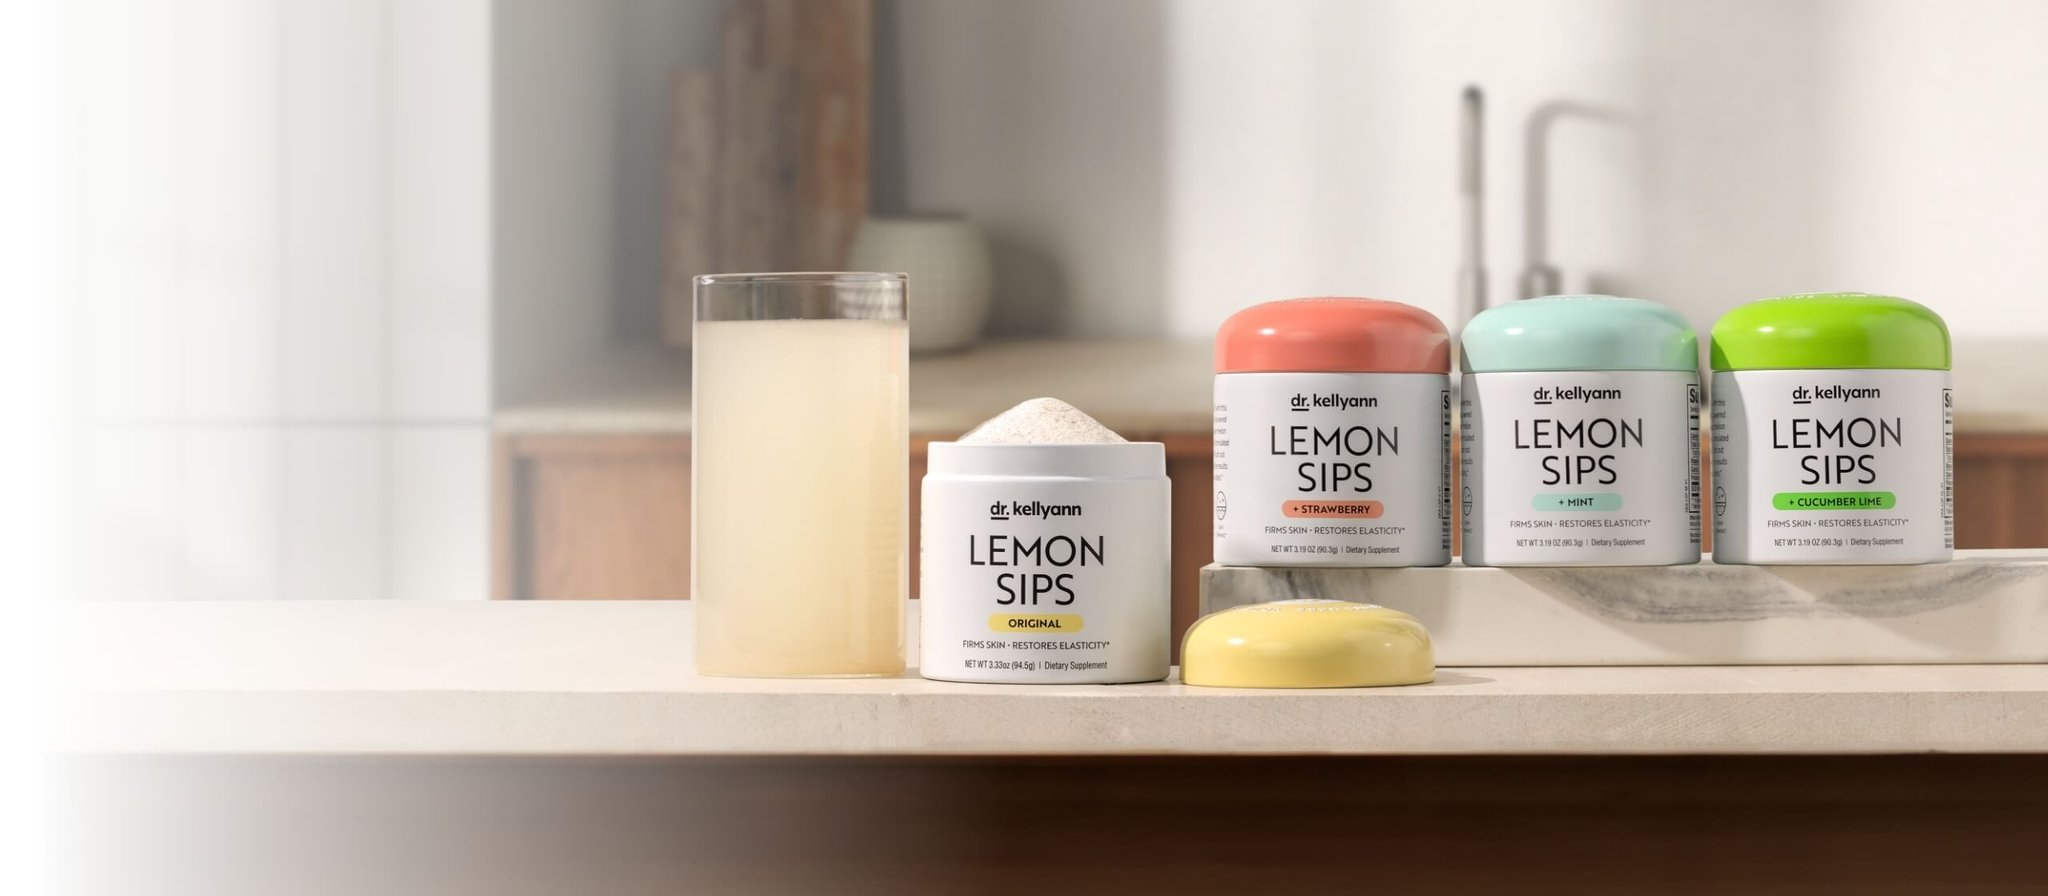 dr. kellyann
LEMON
SIPS
ORIGINAL
FIRMS SKIN • RESTORES ELASTICITY*
NET WT 3.33oz (94.5g) | Dietary Supplement
dr. kellyann
LEMON
SIPS
+ STRAWBERRY
FIRMS SKIN • RESTORES ELASTICITY*
NET WT 3.19 OZ (90.3g) | Dietary Supplement
dr. kellyann
LEMON
SIPS
+ MINT
FIRMS SKIN • RESTORES ELASTICITY*
NET WT 3.19 OZ (90.3g) | Dietary Supplement
dr. kellyann
LEMON
SIPS
+ CUCUMBER LIME
FIRMS SKIN • RESTORES ELASTICITY*
NET WT 3.19 OZ (90.3g) | Dietary Supplement